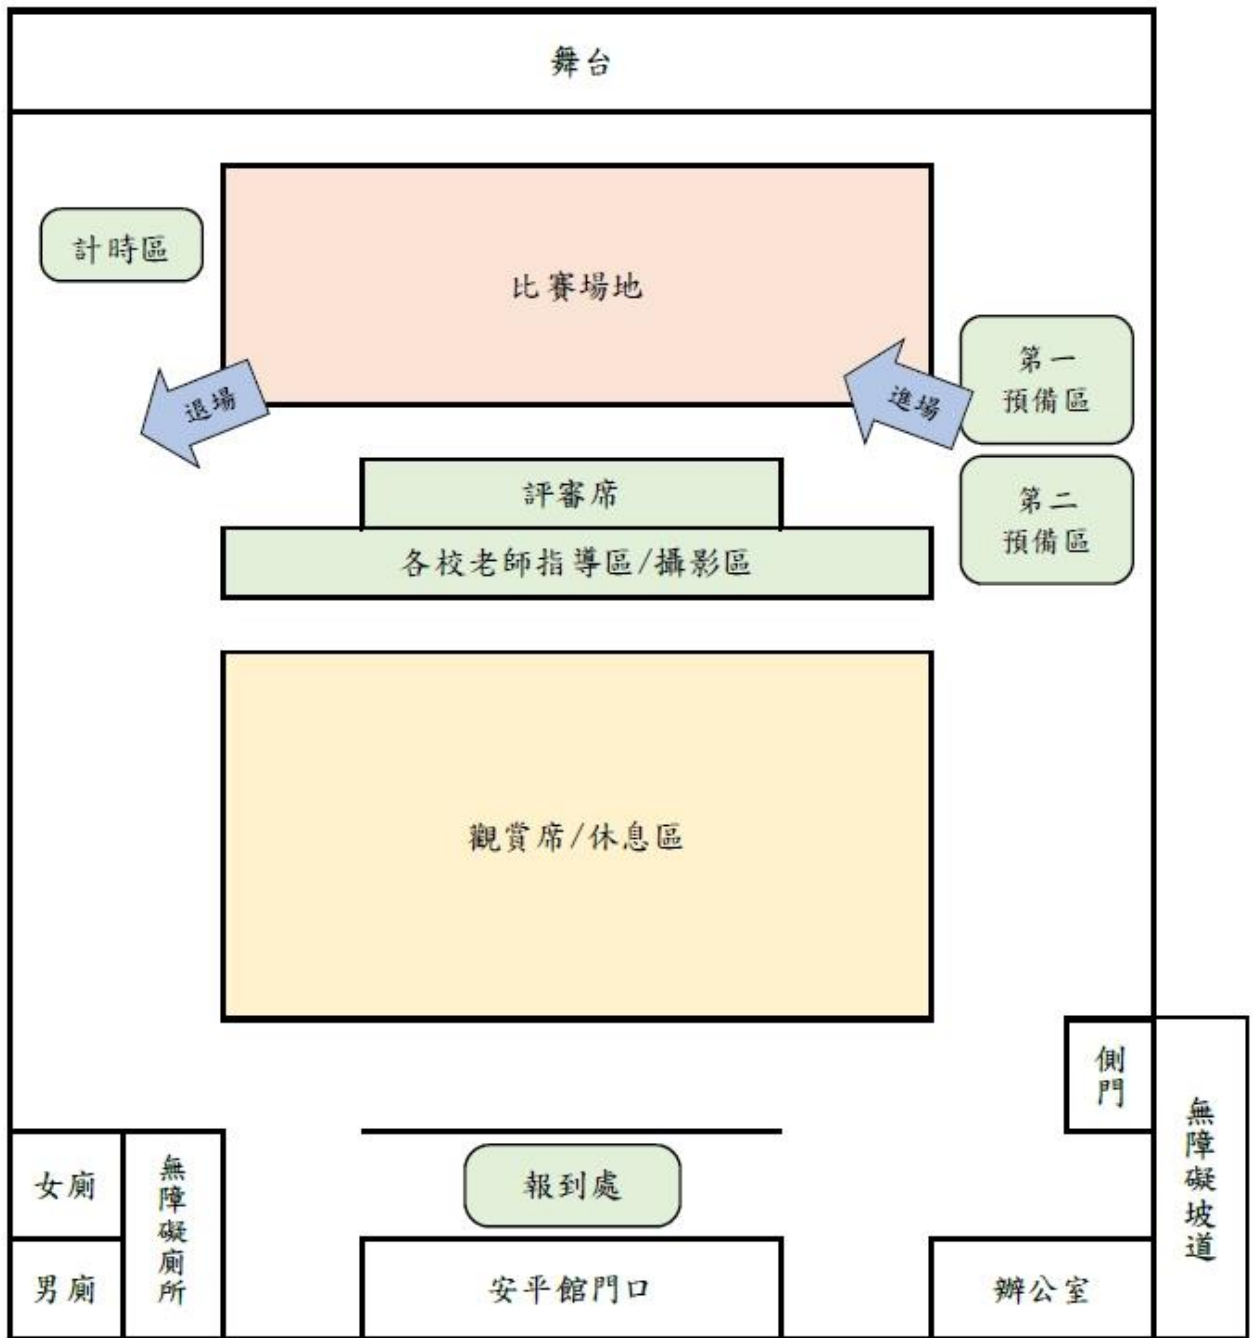 舞台
計時區
比賽場地
第一
預備區
退場
進場
評審席
第二
預備區
各校老師指導區/攝影區
觀賞席/休息區
側門
無障礙坡道
女廁
無障礙廁所
報到處
男廁
安平館門口
辦公室